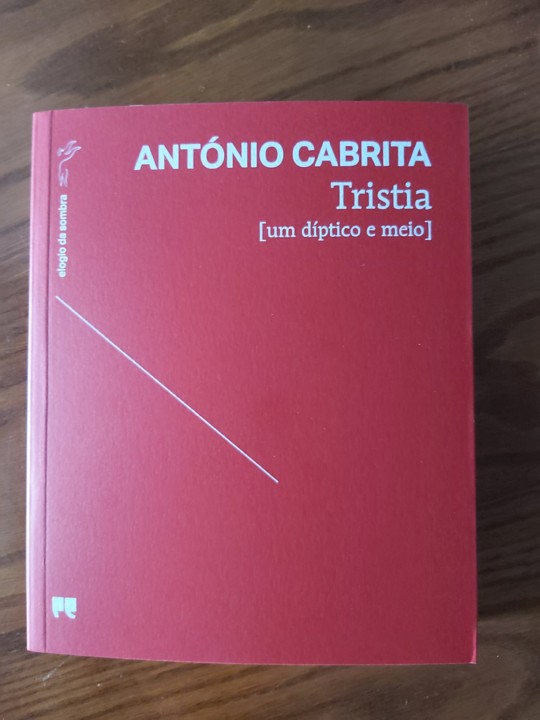 ANTÓNIO CABRITA
Tristia
[um díptico e meio]
elogio da sombra